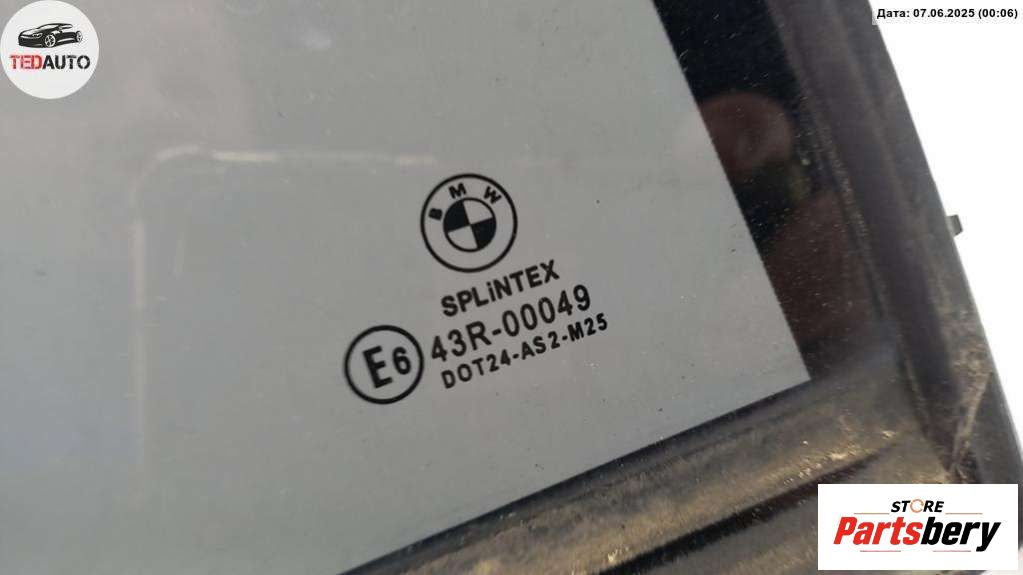 TEDAUTO
Дата: 07.06.2025 (00:06)
BMW
SPLiNTEX
E6 43R-00049
DOT24-AS2-M25
STORE
Partsbery